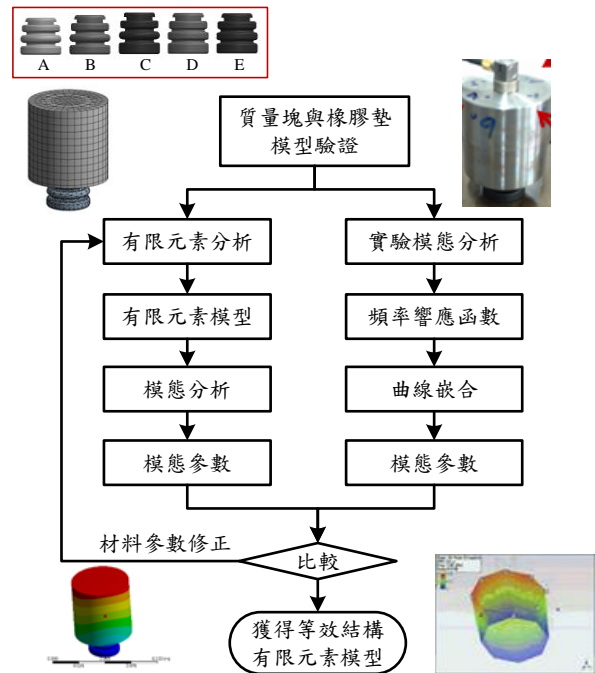 A B C D E
質量塊與橡膠墊
模型驗證
有限元素分析
實驗模態分析
有限元素模型
頻率響應函數
模態分析
曲線嵌合
模態參數
模態參數
材料參數修正
比較
獲得等效結構
有限元素模型